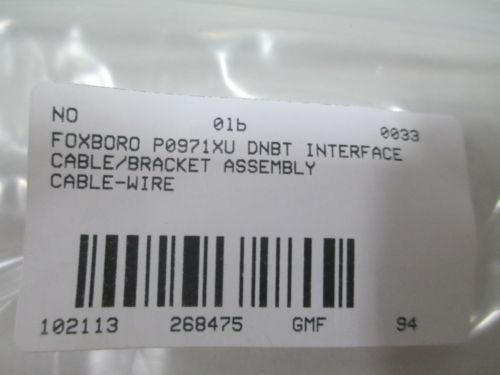 NO 01b 0033
FOXBORO P0971XU DNBT INTERFACE
CABLE/BRACKET ASSEMBLY
CABLE-WIRE
102113 268475 GMF 94